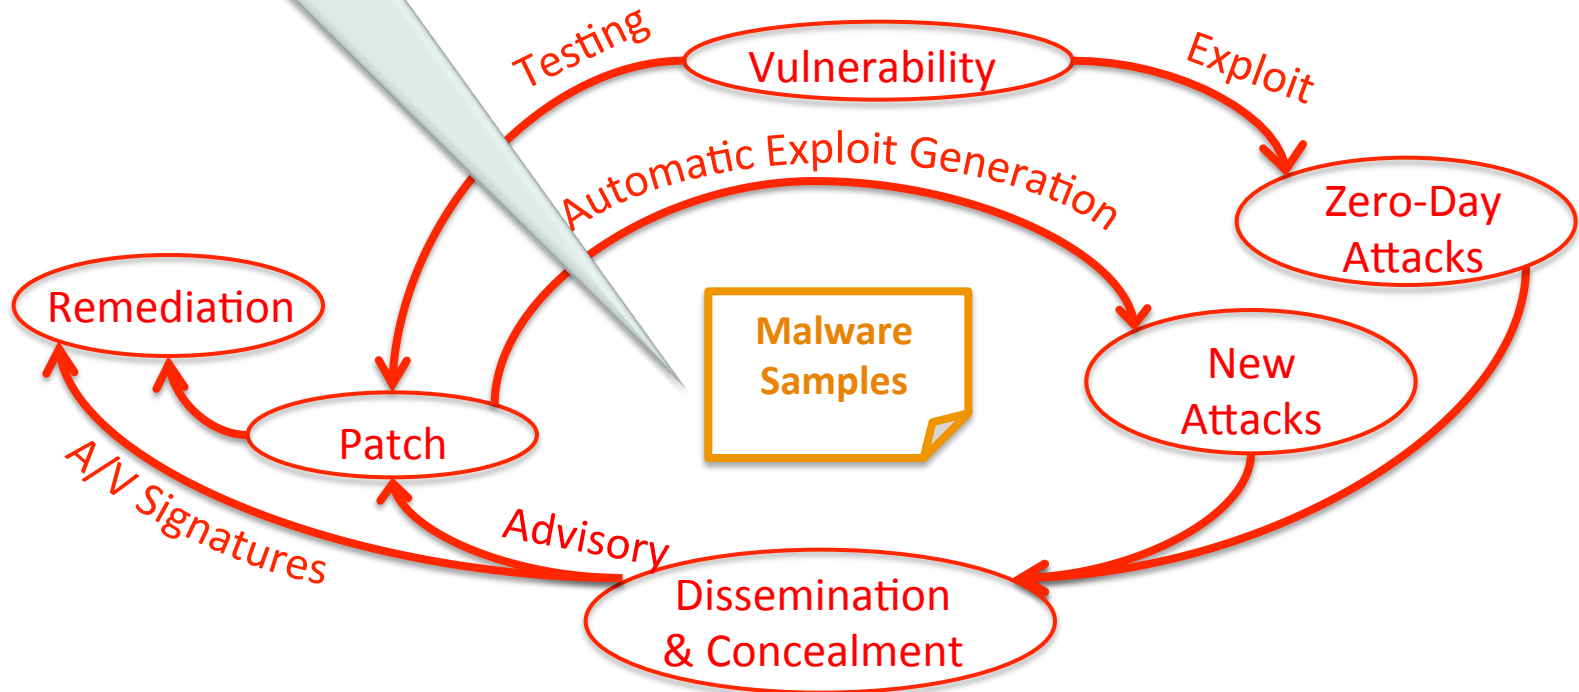 Testing
Vulnerability
Exploit
Automatic Exploit Generation
Zero-Day
Attacks
Remediation
Malware
Samples
New
Attacks
Patch
A/V Signatures
Advisory
Dissemination
& Concealment